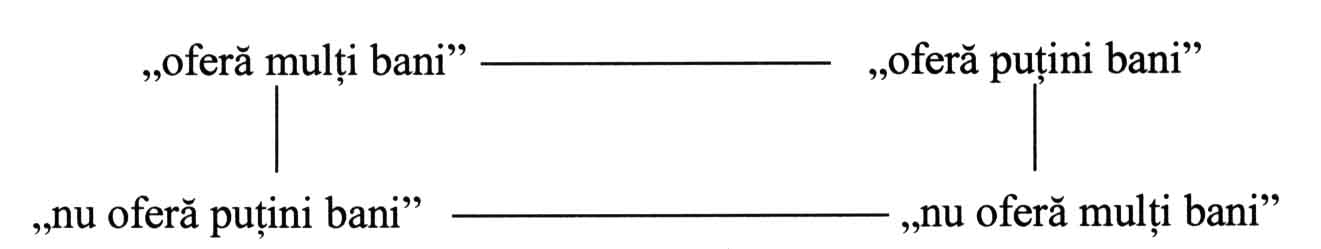 „oferă mulți bani” „oferă puțini bani”
„nu oferă puțini bani” „nu oferă mulți bani”